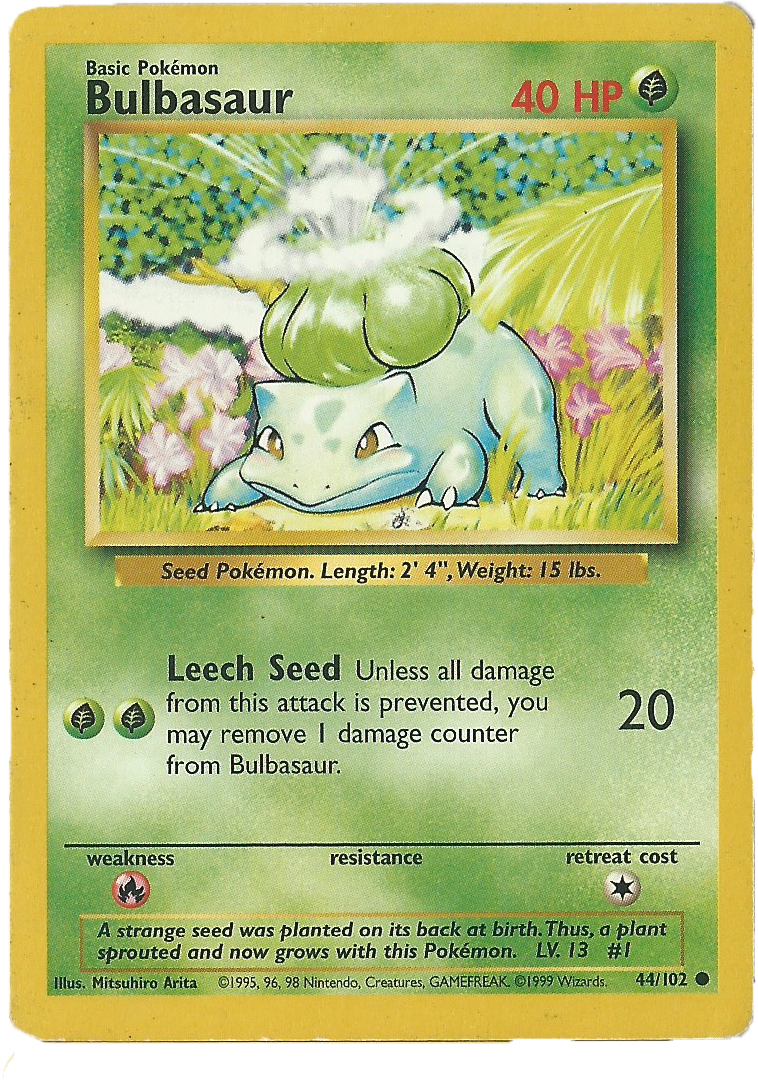 Basic Pokémon
Bulbasaur
40 HP
Seed Pokémon. Length: 2' 4", Weight: 15 lbs.
Leech Seed Unless all damage
from this attack is prevented, you
may remove 1 damage counter
from Bulbasaur.
20
weakness
resistance
retreat cost
A strange seed was planted on its back at birth. Thus, a plant
sprouted and now grows with this Pokémon. LV. 13 #1
Illus. Mitsuhiro Arita ©1995, 96, 98 Nintendo, Creatures, GAMEFREAK. ©1999 Wizards. 44/102